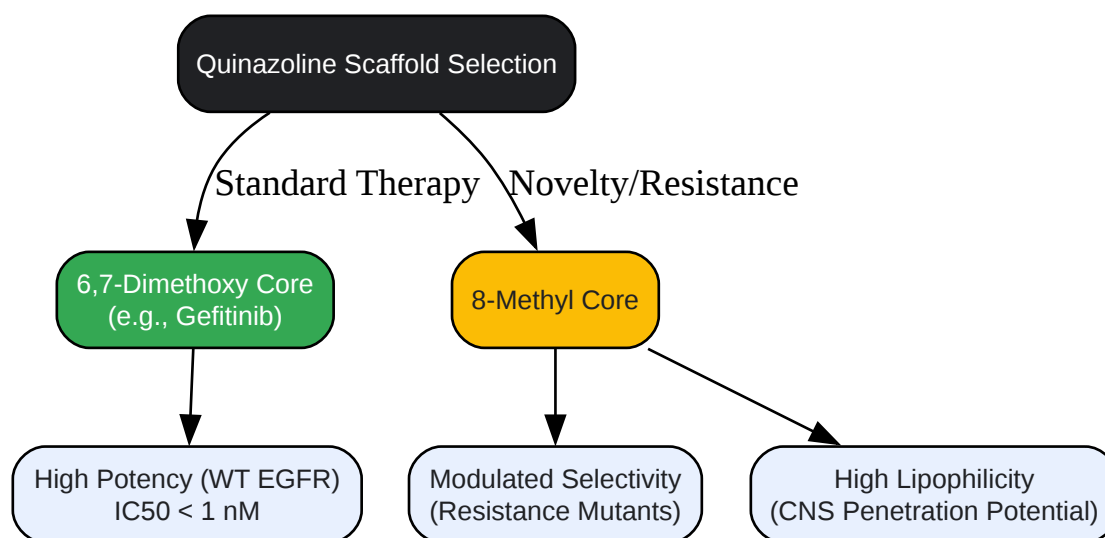 Quinazoline Scaffold Selection
Standard Therapy
Novelty/Resistance
6,7-Dimethoxy Core
(e.g., Gefitinib)
8-Methyl Core
High Potency (WT EGFR)
IC50 < 1 nM
Modulated Selectivity
(Resistance Mutants)
High Lipophilicity
(CNS Penetration Potential)